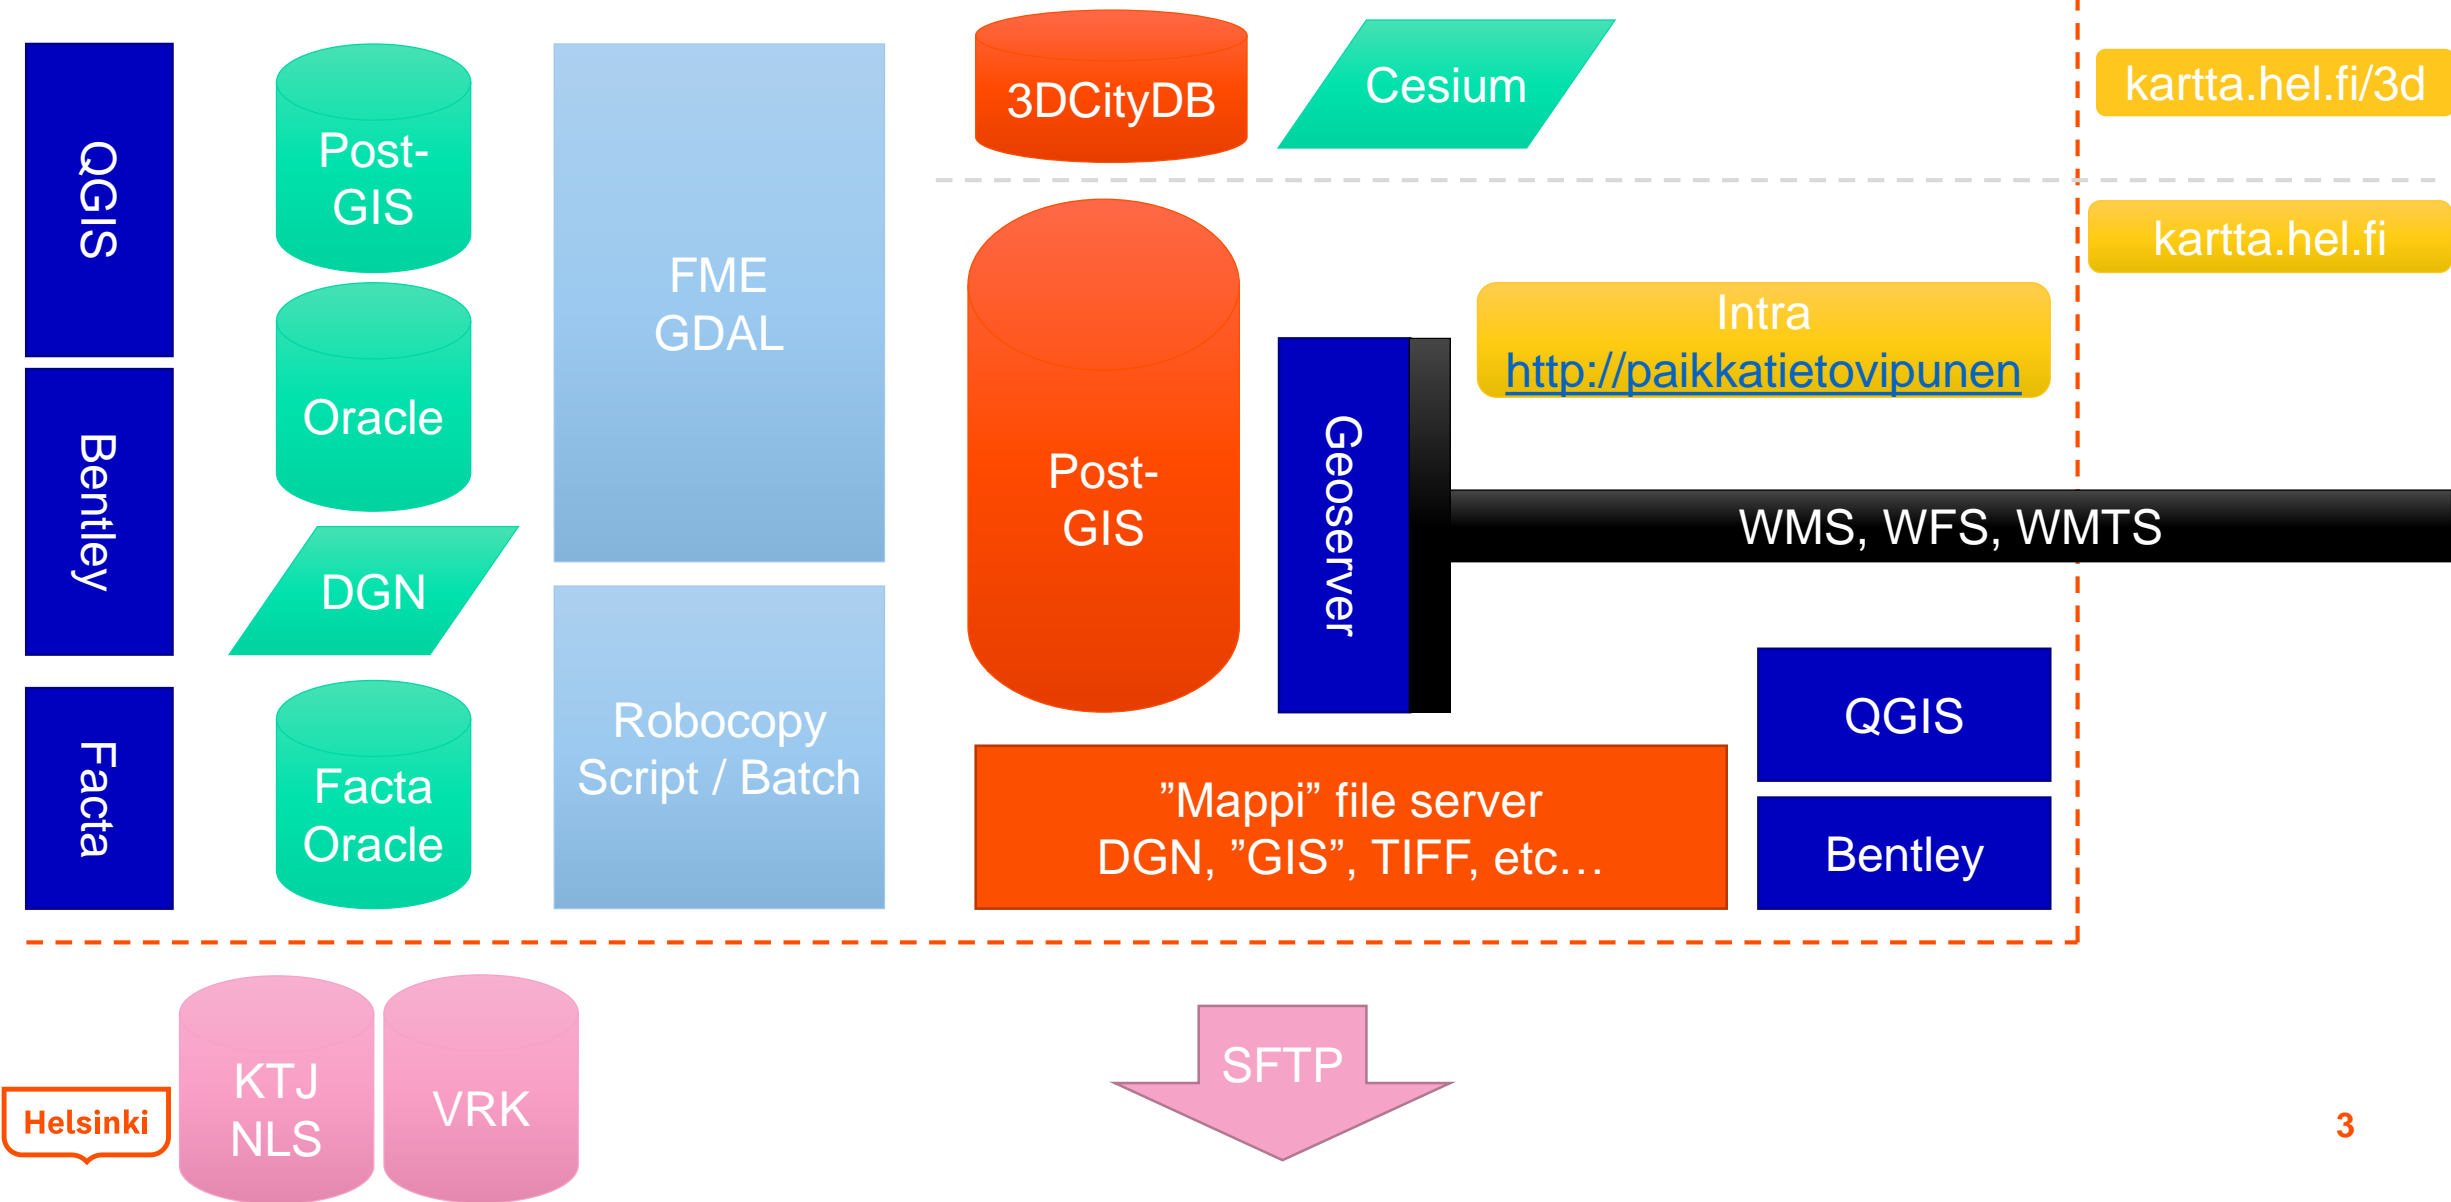 QGIS
Bentley
Facta
Post-
GIS
Oracle
DGN
Facta
Oracle
FME
GDAL
Robocopy
Script / Batch
3DCityDB
Cesium
kartta.hel.fi/3d
kartta.hel.fi
Post-
GIS
Geoserver
Intra
http://paikkatietovipunen
WMS, WFS, WMTS
QGIS
Bentley
”Mappi” file server
DGN, ”GIS”, TIFF, etc…
KTJ
NLS
VRK
SFTP
Helsinki
3